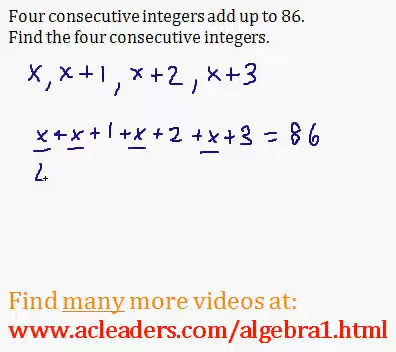 Four consecutive integers add up to 86.
Find the four consecutive integers.
x, x+1, x+2, x+3
x+x+1+x+2+x+3=86
4
Find many more videos at:
www.acleaders.com/algebra1.html